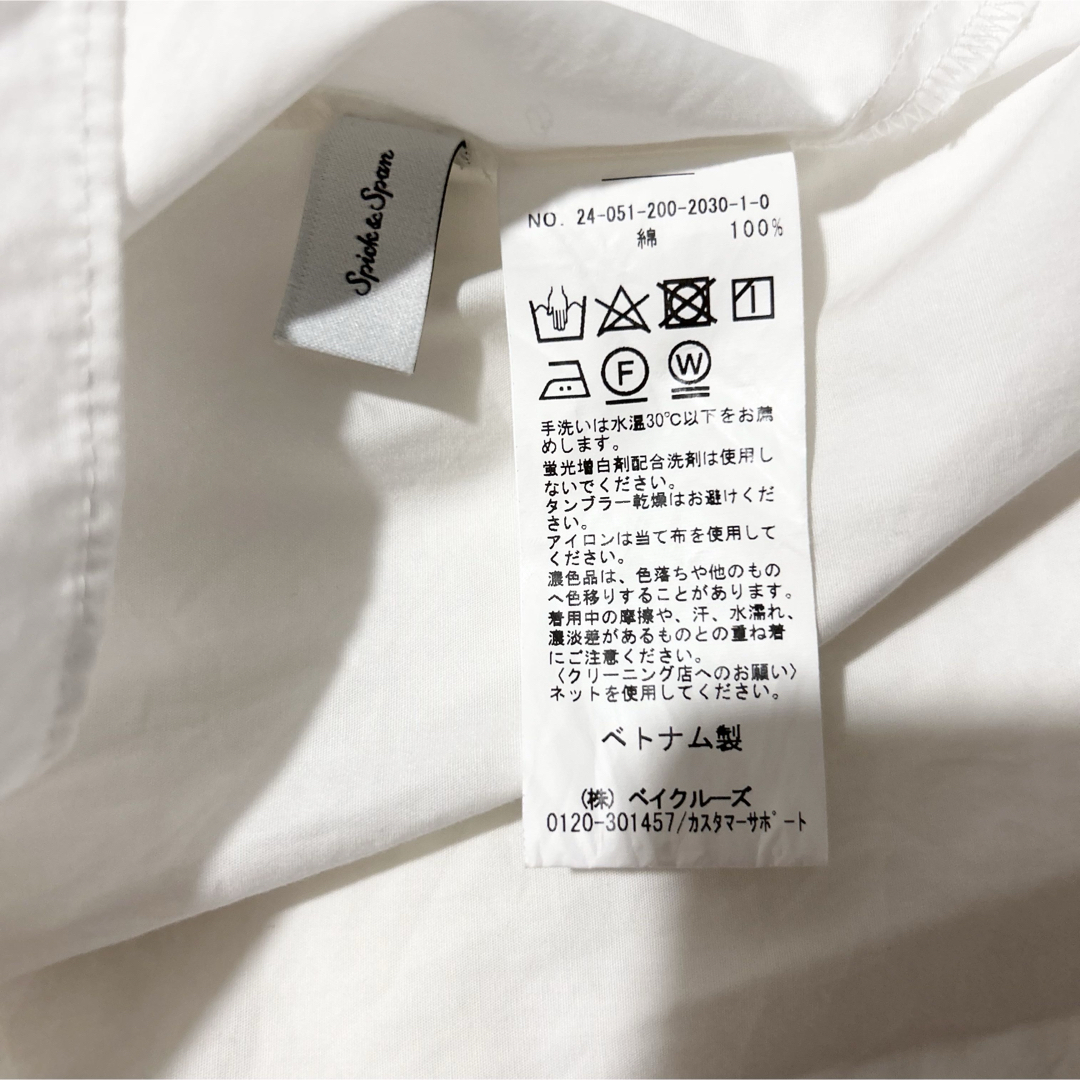 Spick & Span
NO. 24-051-200-2030-1-0
綿 100%
F W
手洗いは水温30℃以下をお薦
めします。
蛍光増白剤配合洗剤は使用し
ないでください。
タンブラー乾燥はお避けくだ
さい。
アイロンは当て布を使用して
ください。
濃色品は、色落ちや他のもの
へ色移りすることがあります。
着用中の摩擦や、汗、水濡れ、
濃淡差があるものとの重ね着
にご注意ください。
〈クリーニング店へのお願い〉
ネットを使用してください。
ベトナム製
(株) ベイクルーズ
0120-301457/カスタマーサポート